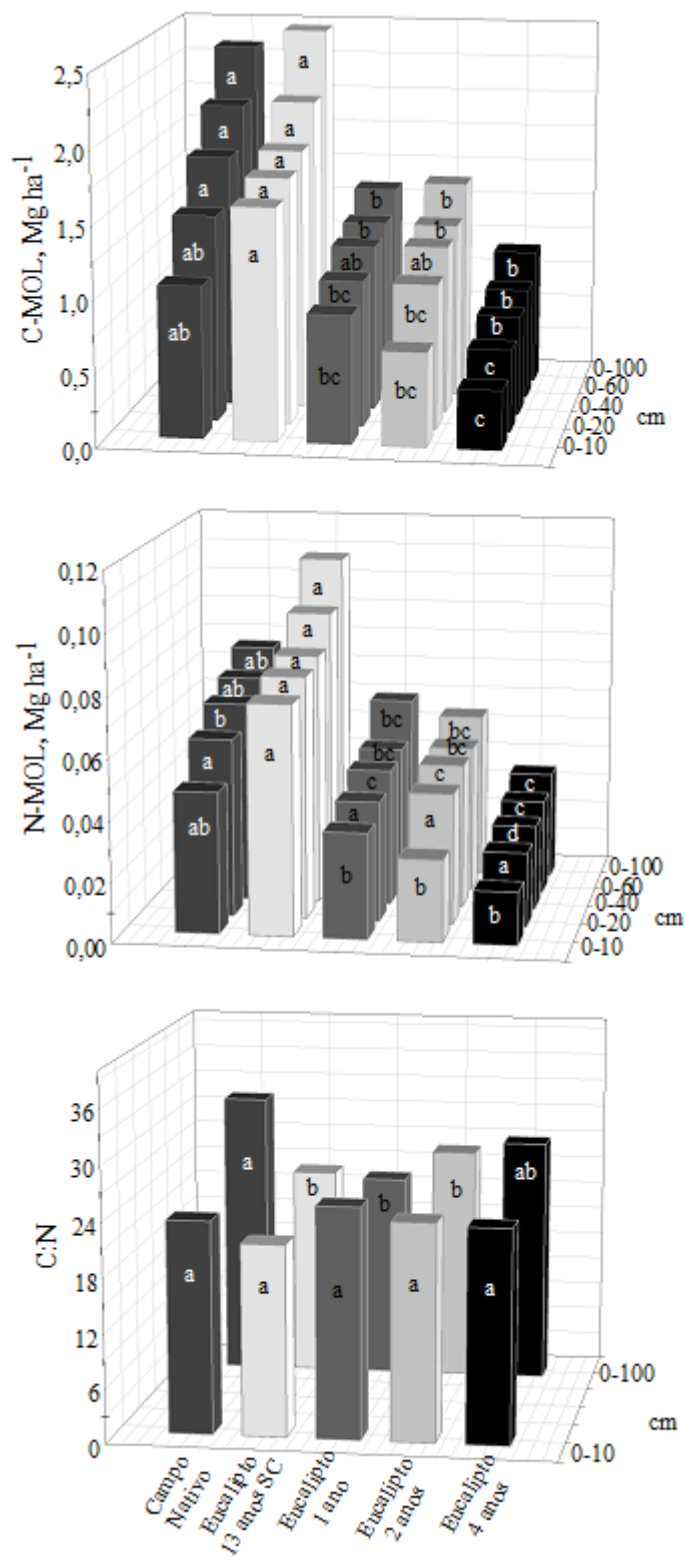 2,5
2,0
1,5
1,0
0,5
0,0
C-MOL, Mg ha⁻¹
a a
a a
a a
ab a
ab a
b b
b b
ab ab
bc bc
bc bc
b
b
b
c
c
0-100
0-60
0-40
0-20
0-10
cm
0,12
0,10
0,08
0,06
0,04
0,02
0,00
N-MOL, Mg ha⁻¹
ab a
ab a
b a
a a
ab a
bc bc
bc bc
c c
a a
b b
c
c
d
a
b
0-100
0-60
0-40
0-20
0-10
cm
36
30
24
18
12
6
0
C:N
a b b b ab
a a a a a
0-100
0-10
cm
Campo
Nativo
Eucalipto
13 anos SC
Eucalipto
1 ano
Eucalipto
2 anos
Eucalipto
4 anos